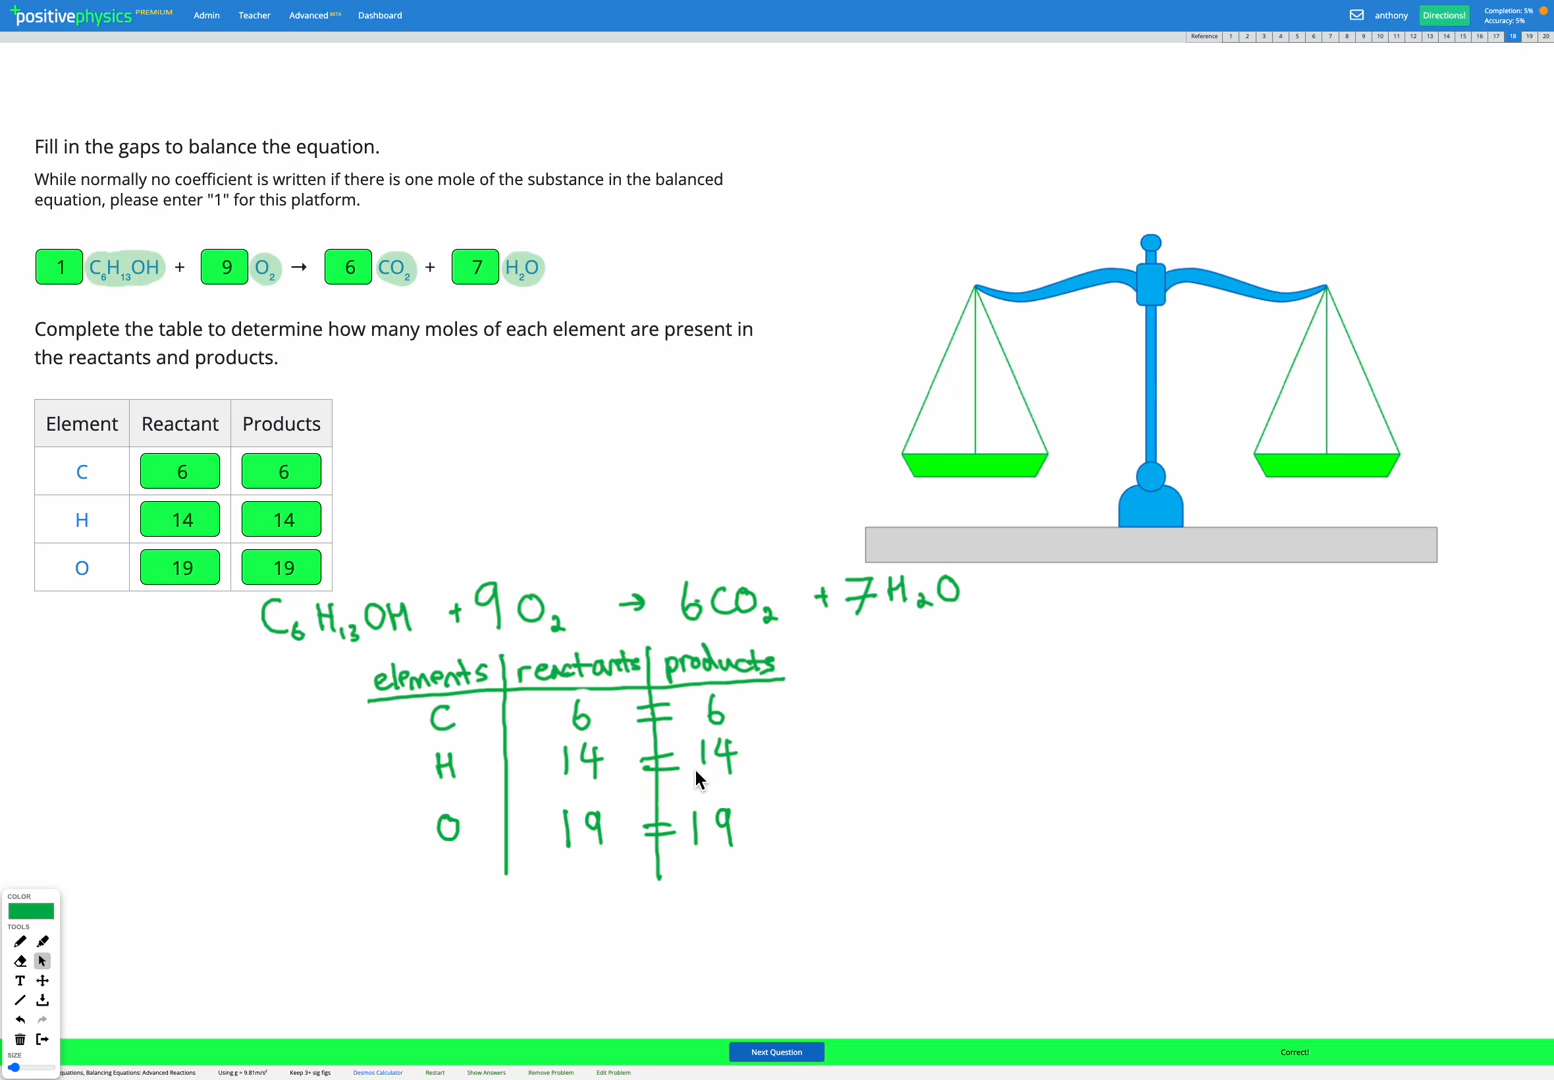 +positivephysics PREMIUM Admin Teacher Advanced BETA Dashboard anthony Directions! Completion: 5%
Accuracy: 5%
Reference 1 2 3 4 5 6 7 8 9 10 11 12 13 14 15 16 17 18 19 20
Fill in the gaps to balance the equation.
While normally no coefficient is written if there is one mole of the substance in the balanced
equation, please enter "1" for this platform.
1 C₆H₁₃OH + 9 O₂ → 6 CO₂ + 7 H₂O
Complete the table to determine how many moles of each element are present in
the reactants and products.
Element Reactant Products
C 6 6
H 14 14
O 19 19
C₆H₁₃OH + 9O₂ → 6CO₂ + 7H₂O
elements reactants products
C 6 = 6
H 14 = 14
O 19 = 19
COLOR
TOOLS
T
SIZE
Next Question Correct!
quations, Balancing Equations: Advanced Reactions Using g = 9.81m/s² Keep 3+ sig figs Desmos Calculator Restart Show Answers Remove Problem Edit Problem